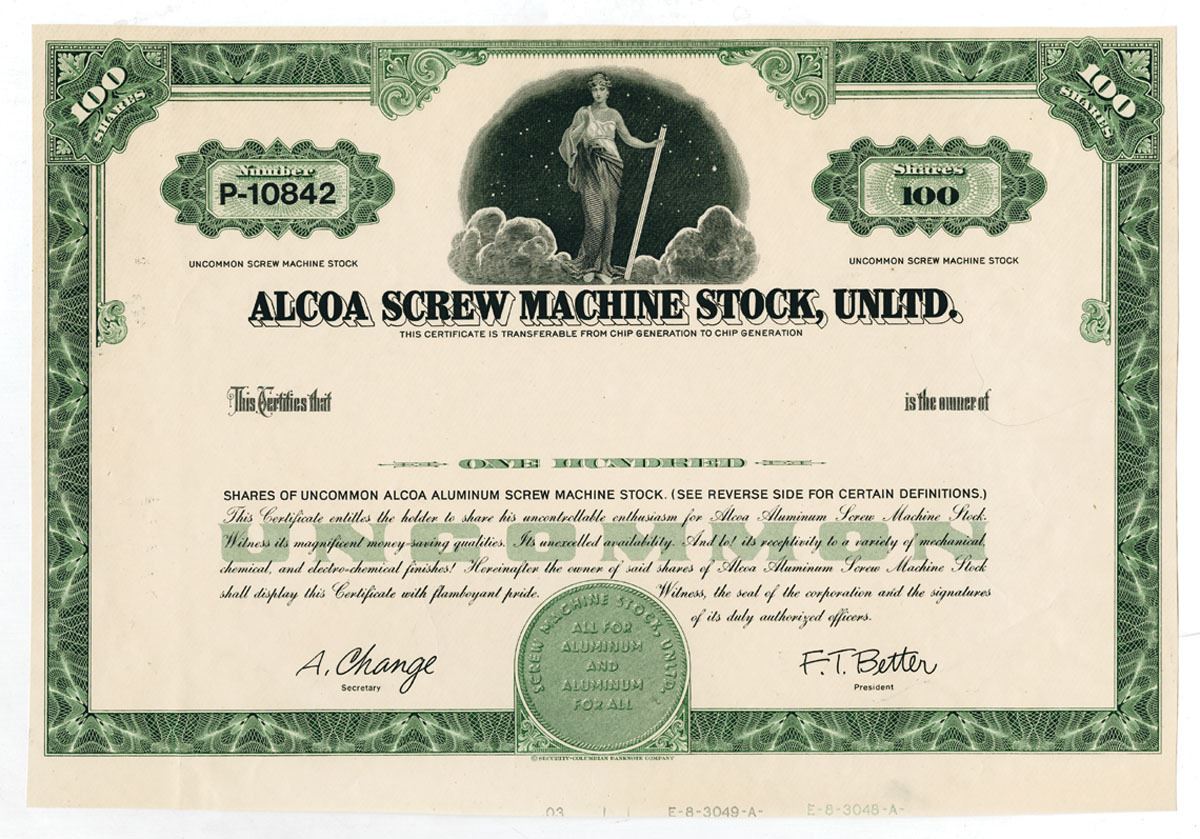 100
SHARES
100
SHARES
Number
P-10842
Shares
100
UNCOMMON SCREW MACHINE STOCK
UNCOMMON SCREW MACHINE STOCK
ALCOA SCREW MACHINE STOCK, UNLTD.
THIS CERTIFICATE IS TRANSFERABLE FROM CHIP GENERATION TO CHIP GENERATION
This Certifies that
is the owner of
ONE HUNDRED
SHARES OF UNCOMMON ALCOA ALUMINUM SCREW MACHINE STOCK. (SEE REVERSE SIDE FOR CERTAIN DEFINITIONS.)
This Certificate entitles the holder to share his uncontrollable enthusiasm for Alcoa Aluminum Screw Machine Stock.
UNCOMMON
Witness its magnificent money-saving qualities. Its unexcelled availability. And lo! its receptivity to a variety of mechanical,
chemical, and electro-chemical finishes! Hereinafter the owner of said shares of Alcoa Aluminum Screw Machine Stock
shall display this Certificate with flamboyant pride. Witness, the seal of the corporation and the signatures
of its duly authorized officers.
SCREW MACHINE STOCK, UNLTD.
ALL FOR
ALUMINUM
AND
ALUMINUM
FOR ALL
A. Change
Secretary
F.T. Better
President
© SECURITY-COLUMBIAN BANKNOTE COMPANY
03
E-8-3049-A-
E-8-3048-A-